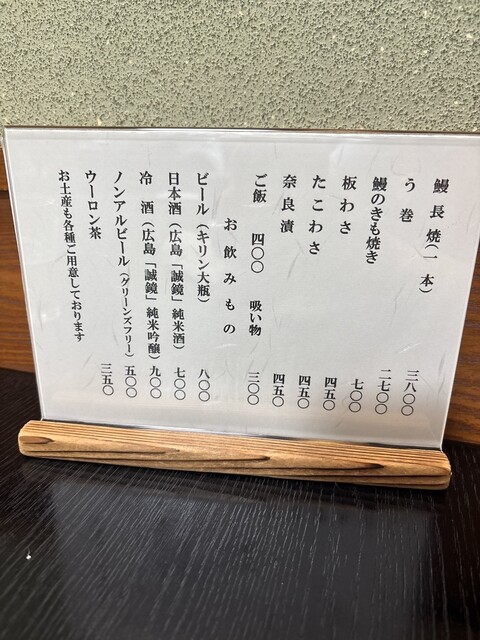 鰻長焼(一本) 三八〇〇
う巻 二七〇〇
鰻のきも焼き 七〇〇
板わさ 四五〇
たこわさ 四五〇
奈良漬 四五〇
ご飯 四〇〇 吸い物 三〇〇
お飲みもの
ビール(キリン大瓶) 八〇〇
日本酒(広島「誠鏡」純米酒) 七〇〇
冷酒(広島「誠鏡」純米吟醸) 九〇〇
ノンアルビール(グリーンズフリー) 五〇〇
ウーロン茶 三五〇
お土産も各種ご用意しております